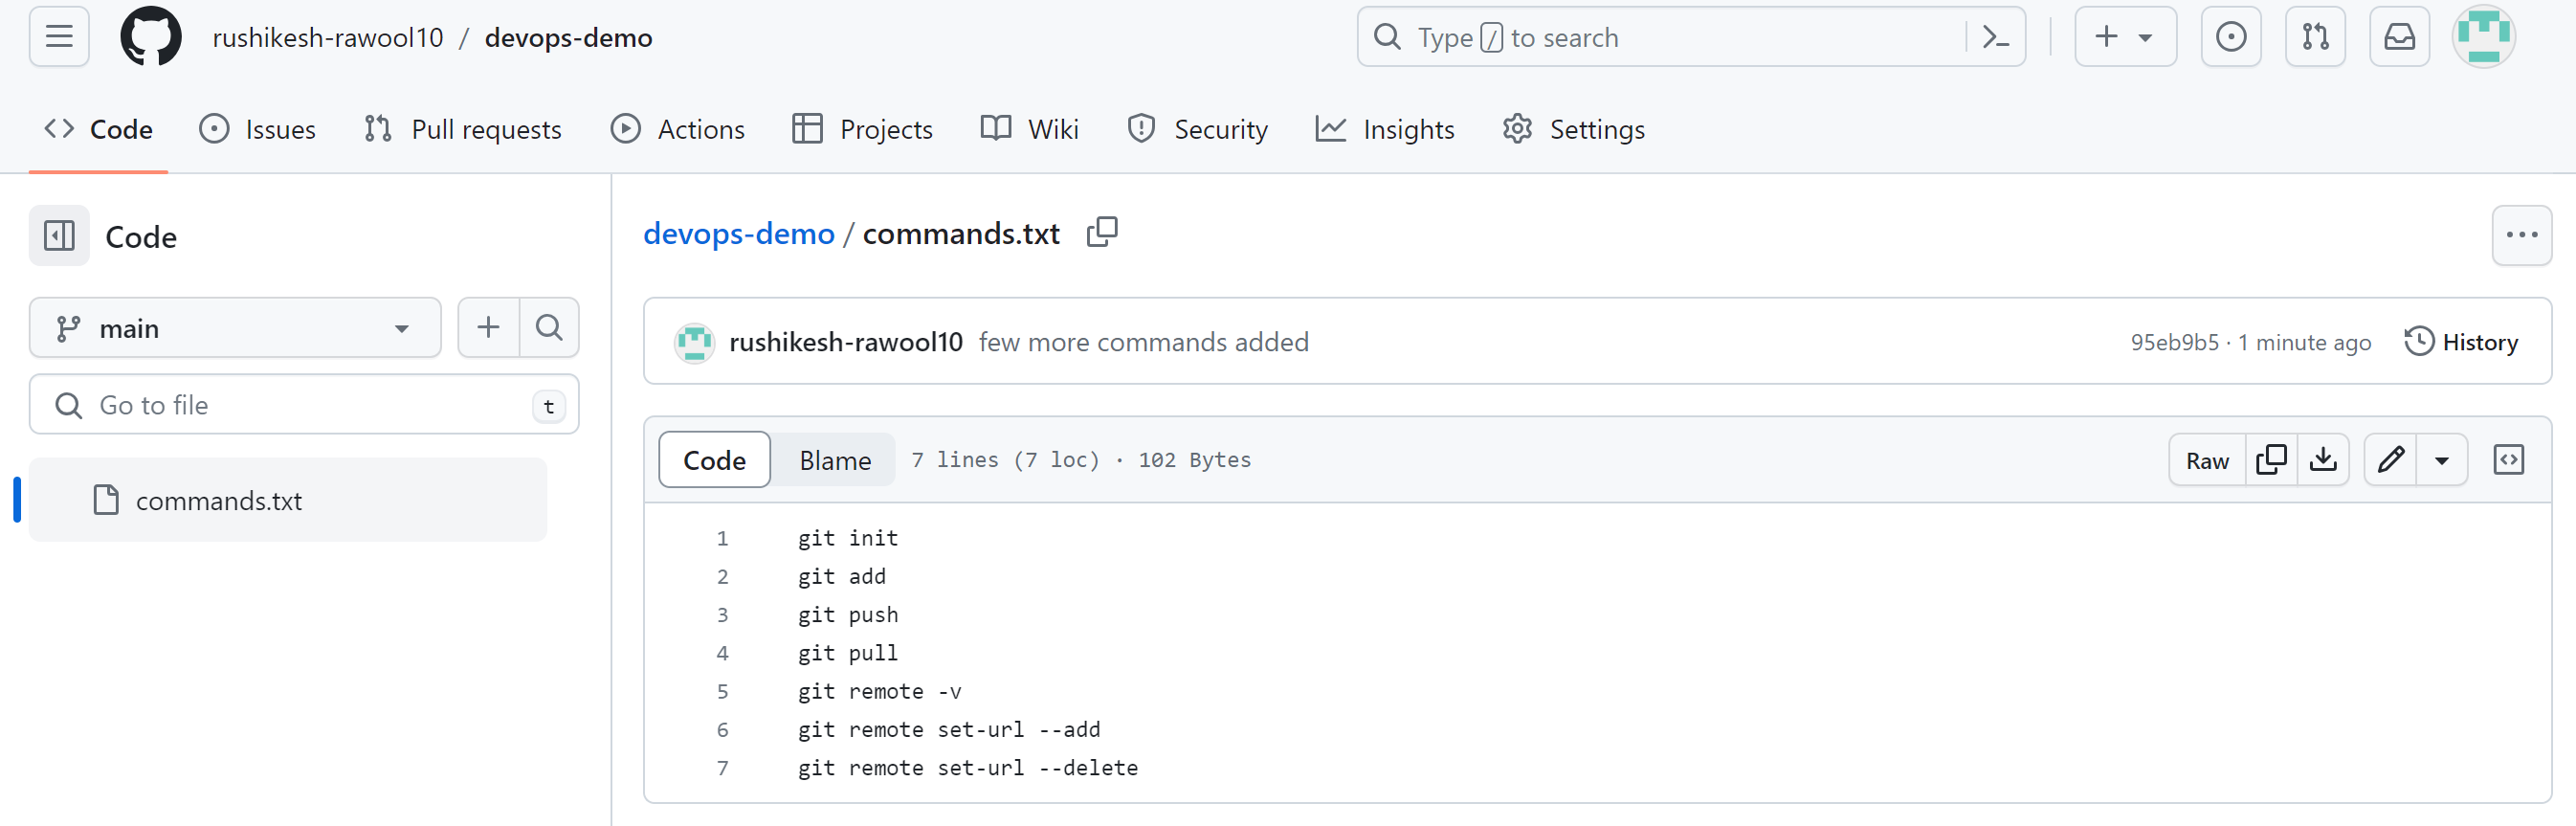 rushikesh-rawool10 / devops-demo
Type / to search
Code Issues Pull requests Actions Projects Wiki Security Insights Settings
Code
main
Go to file t
commands.txt
devops-demo / commands.txt
rushikesh-rawool10 few more commands added 95eb9b5 · 1 minute ago History
Code Blame 7 lines (7 loc) · 102 Bytes Raw
1 git init
2 git add
3 git push
4 git pull
5 git remote -v
6 git remote set-url --add
7 git remote set-url --delete